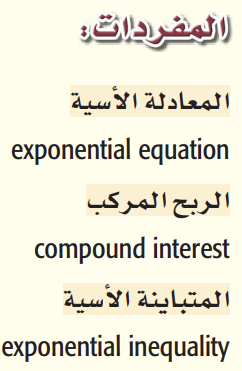 المفردات:
المعادلة الأسية
exponential equation
الربح المركب
compound interest
المتباينة الأسية
exponential inequality